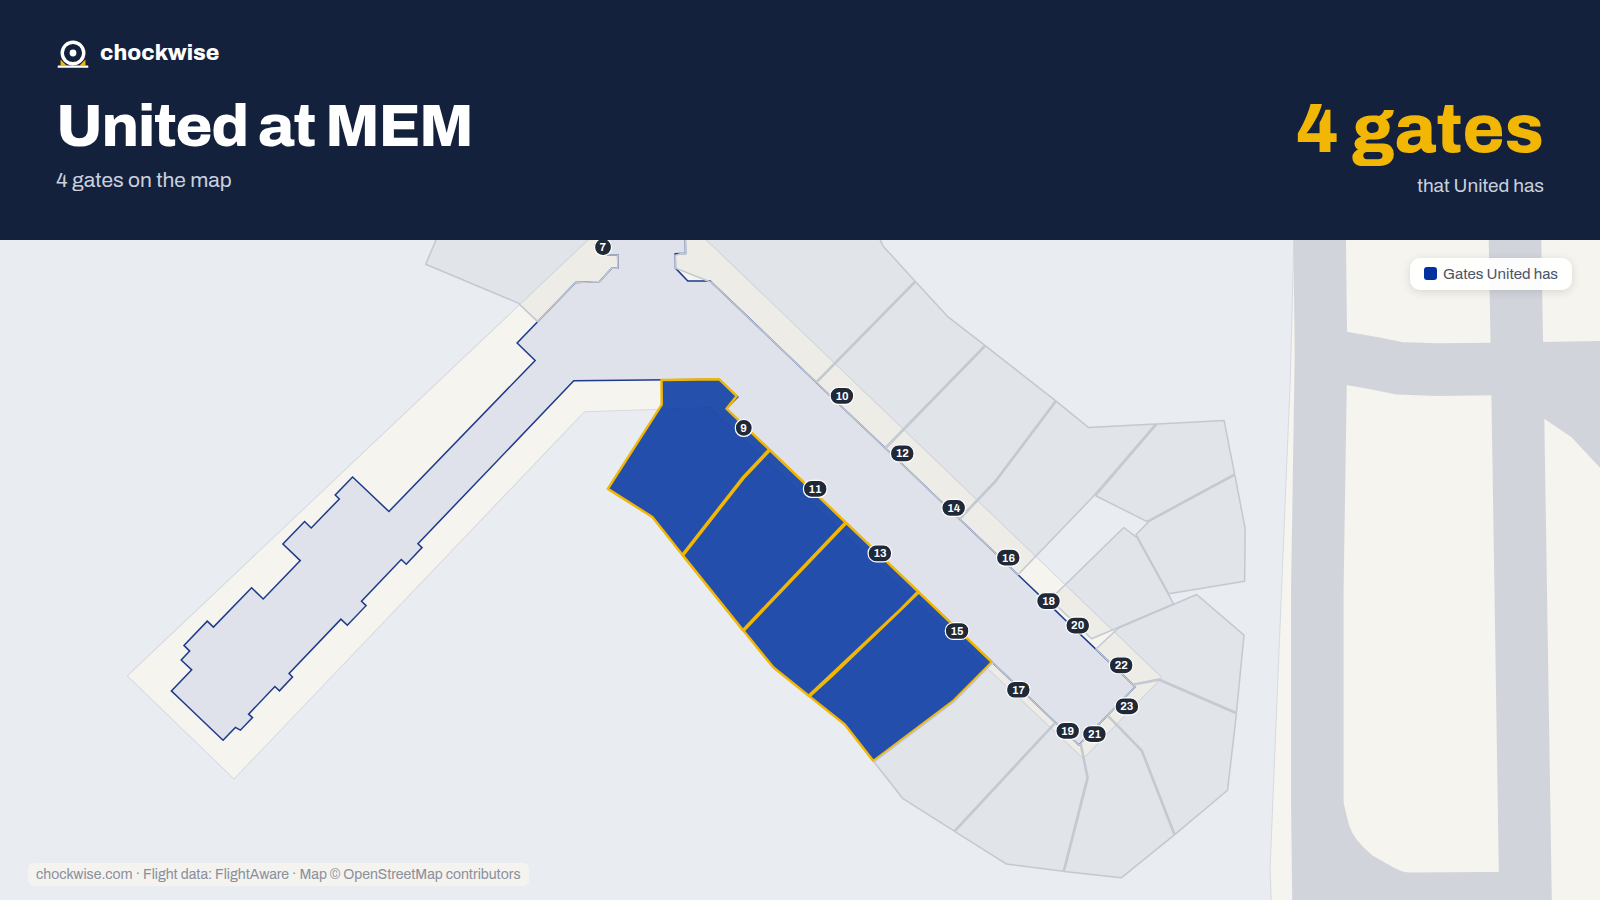 chockwise
United at MEM
4 gates on the map
4 gates
that United has
Gates United has
7
10
9
12
11
14
13
16
18
15
20
22
17
23
19
21
chockwise.com · Flight data: FlightAware · Map © OpenStreetMap contributors